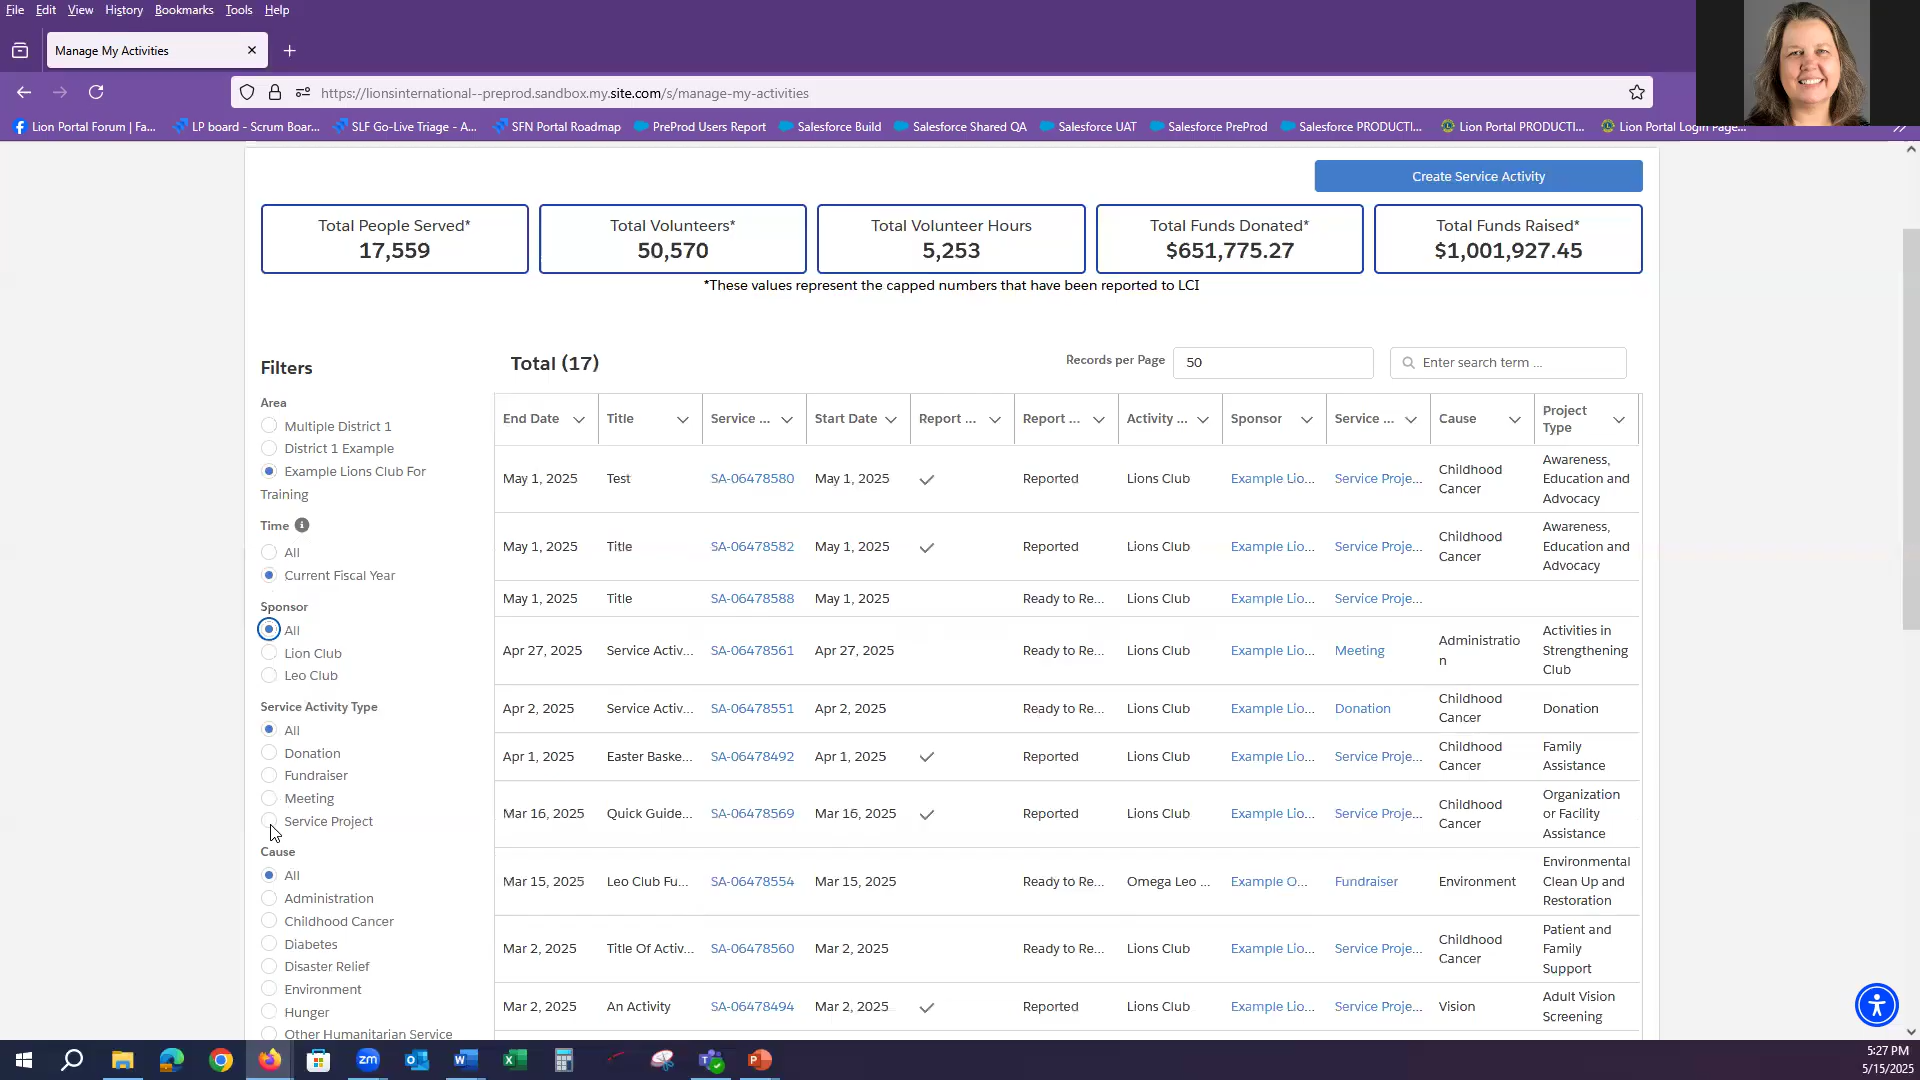 File Edit View History Bookmarks Tools Help
Manage My Activities
https://lionsinternational--preprod.sandbox.my.site.com/s/manage-my-activities
Lion Portal Forum | Fa... LP board - Scrum Boar... SLF Go-Live Triage - A... SFN Portal Roadmap PreProd Users Report Salesforce Build Salesforce Shared QA Salesforce UAT Salesforce PreProd Salesforce PRODUCTI... Lion Portal PRODUCTI... Lion Portal Login Page...
Create Service Activity
Total People Served* Total Volunteers* Total Volunteer Hours Total Funds Donated* Total Funds Raised*
17,559 50,570 5,253 $651,775.27 $1,001,927.45
*These values represent the capped numbers that have been reported to LCI
Filters
Area
Multiple District 1
District 1 Example
Example Lions Club For
Training
Time
All
Current Fiscal Year
Sponsor
All
Lion Club
Leo Club
Service Activity Type
All
Donation
Fundraiser
Meeting
Service Project
Cause
All
Administration
Childhood Cancer
Diabetes
Disaster Relief
Environment
Hunger
Other Humanitarian Service
Total (17) Records per Page 50 Enter search term ...
End Date Title Service ... Start Date Report ... Report ... Activity ... Sponsor Service ... Cause Project
Type
May 1, 2025 Test SA-06478580 May 1, 2025 Reported Lions Club Example Lio... Service Proje... Childhood
Cancer Awareness,
Education and
Advocacy
May 1, 2025 Title SA-06478582 May 1, 2025 Reported Lions Club Example Lio... Service Proje... Childhood
Cancer Awareness,
Education and
Advocacy
May 1, 2025 Title SA-06478588 May 1, 2025 Ready to Re... Lions Club Example Lio... Service Proje...
Apr 27, 2025 Service Activ... SA-06478561 Apr 27, 2025 Ready to Re... Lions Club Example Lio... Meeting Administratio
n Activities in
Strengthening
Club
Apr 2, 2025 Service Activ... SA-06478551 Apr 2, 2025 Ready to Re... Lions Club Example Lio... Donation Childhood
Cancer Donation
Apr 1, 2025 Easter Baske... SA-06478492 Apr 1, 2025 Reported Lions Club Example Lio... Service Proje... Childhood
Cancer Family
Assistance
Mar 16, 2025 Quick Guide... SA-06478569 Mar 16, 2025 Reported Lions Club Example Lio... Service Proje... Childhood
Cancer Organization
or Facility
Assistance
Mar 15, 2025 Leo Club Fu... SA-06478554 Mar 15, 2025 Ready to Re... Omega Leo ... Example O... Fundraiser Environment Environmental
Clean Up and
Restoration
Mar 2, 2025 Title Of Activ... SA-06478560 Mar 2, 2025 Ready to Re... Lions Club Example Lio... Service Proje... Childhood
Cancer Patient and
Family
Support
Mar 2, 2025 An Activity SA-06478494 Mar 2, 2025 Reported Lions Club Example Lio... Service Proje... Vision Adult Vision
Screening
5:27 PM
5/15/2025